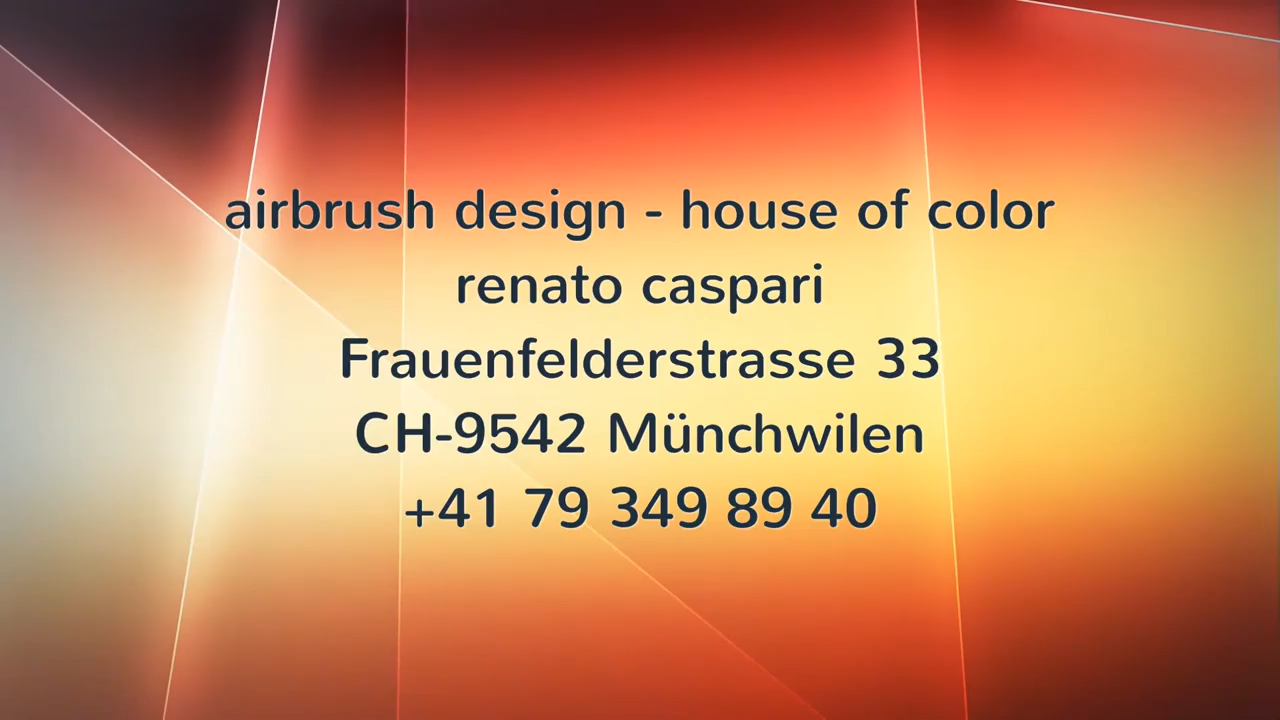 airbrush design - house of color
renato caspari
Frauenfelderstrasse 33
CH-9542 Münchwilen
+41 79 349 89 40